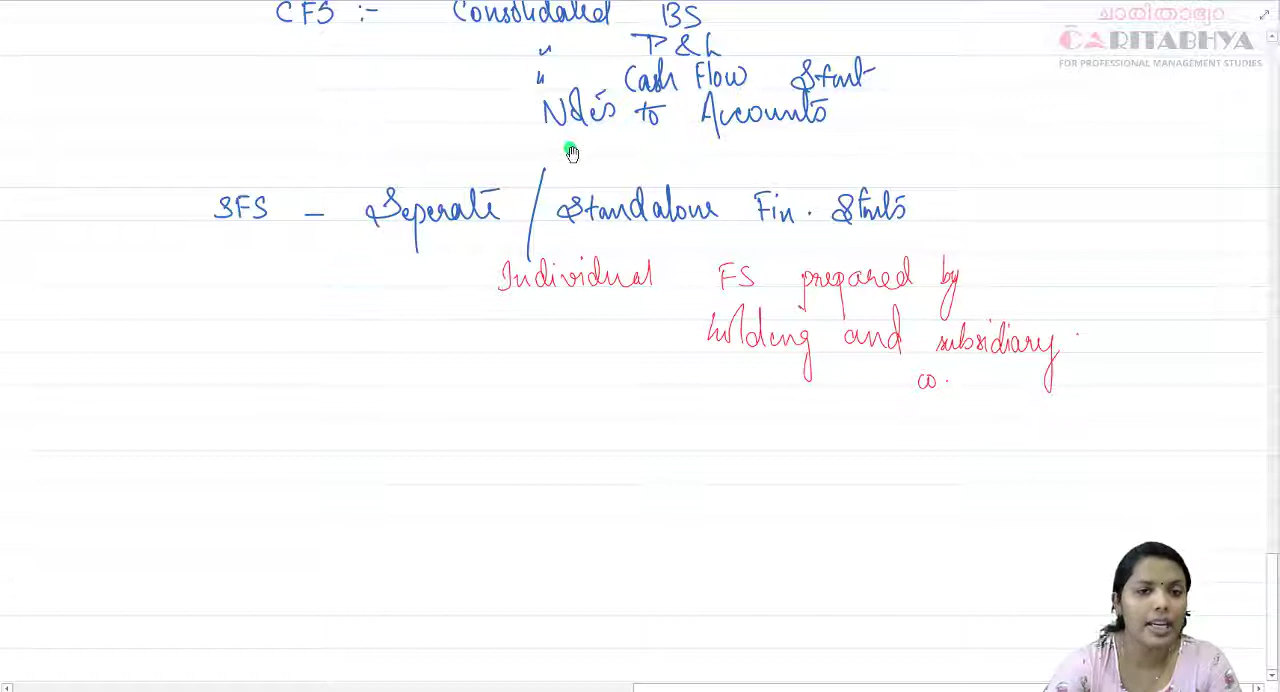 CFS :- Consolidated BS
" P & L
" Cash Flow Stmt
Notes to Accounts
SFS - Seperate / Standalone Fin. Stmts
Individual FS prepared by
holding and subsidiary
co.
ചാരിതാഭ്യാ
CARITABHYA
FOR PROFESSIONAL MANAGEMENT STUDIES